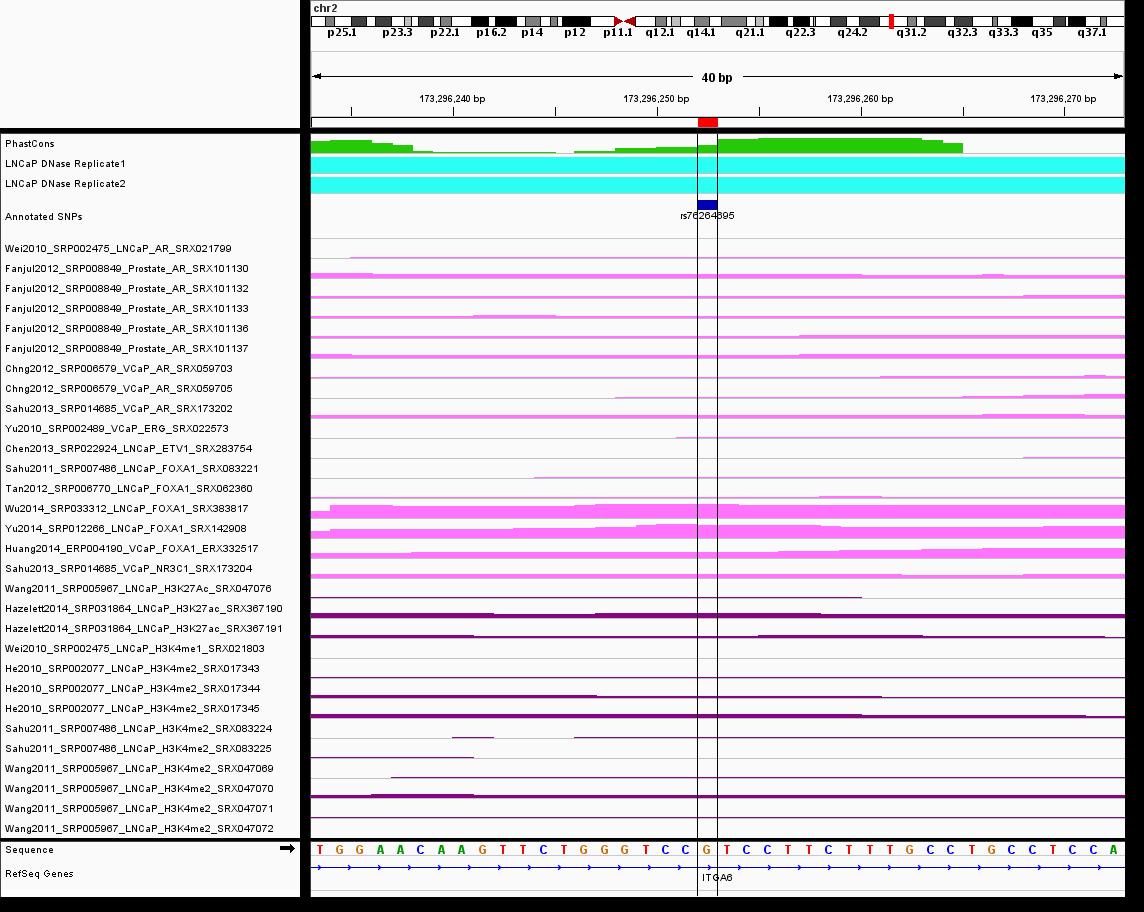 chr2
p25.1 p23.3 p22.1 p16.2 p14 p12 p11.1 q12.1 q14.1 q21.1 q22.3 q24.2 q31.2 q32.3 q33.3 q35 q37.1
40 bp
173,296,240 bp 173,296,250 bp 173,296,260 bp 173,296,270 bp
PhastCons
LNCaP DNase Replicate1
LNCaP DNase Replicate2
Annotated SNPs
rs76264695
Wei2010_SRP002475_LNCaP_AR_SRX021799
Fanjul2012_SRP008849_Prostate_AR_SRX101130
Fanjul2012_SRP008849_Prostate_AR_SRX101132
Fanjul2012_SRP008849_Prostate_AR_SRX101133
Fanjul2012_SRP008849_Prostate_AR_SRX101136
Fanjul2012_SRP008849_Prostate_AR_SRX101137
Chng2012_SRP006579_VCaP_AR_SRX059703
Chng2012_SRP006579_VCaP_AR_SRX059705
Sahu2013_SRP014685_VCaP_AR_SRX173202
Yu2010_SRP002489_VCaP_ERG_SRX022573
Chen2013_SRP022924_LNCaP_ETV1_SRX283754
Sahu2011_SRP007486_LNCaP_FOXA1_SRX083221
Tan2012_SRP006770_LNCaP_FOXA1_SRX062360
Wu2014_SRP033312_LNCaP_FOXA1_SRX383817
Yu2014_SRP012266_LNCaP_FOXA1_SRX142908
Huang2014_ERP004190_VCaP_FOXA1_ERX332517
Sahu2013_SRP014685_VCaP_NR3C1_SRX173204
Wang2011_SRP005967_LNCaP_H3K27Ac_SRX047076
Hazelett2014_SRP031864_LNCaP_H3K27ac_SRX367190
Hazelett2014_SRP031864_LNCaP_H3K27ac_SRX367191
Wei2010_SRP002475_LNCaP_H3K4me1_SRX021803
He2010_SRP002077_LNCaP_H3K4me2_SRX017343
He2010_SRP002077_LNCaP_H3K4me2_SRX017344
He2010_SRP002077_LNCaP_H3K4me2_SRX017345
Sahu2011_SRP007486_LNCaP_H3K4me2_SRX083224
Sahu2011_SRP007486_LNCaP_H3K4me2_SRX083225
Wang2011_SRP005967_LNCaP_H3K4me2_SRX047069
Wang2011_SRP005967_LNCaP_H3K4me2_SRX047070
Wang2011_SRP005967_LNCaP_H3K4me2_SRX047071
Wang2011_SRP005967_LNCaP_H3K4me2_SRX047072
Sequence T G G A A C A A G T T C T G G G T C C G T C C T T C T T T G C C T G C C T C C A
RefSeq Genes
ITGA6